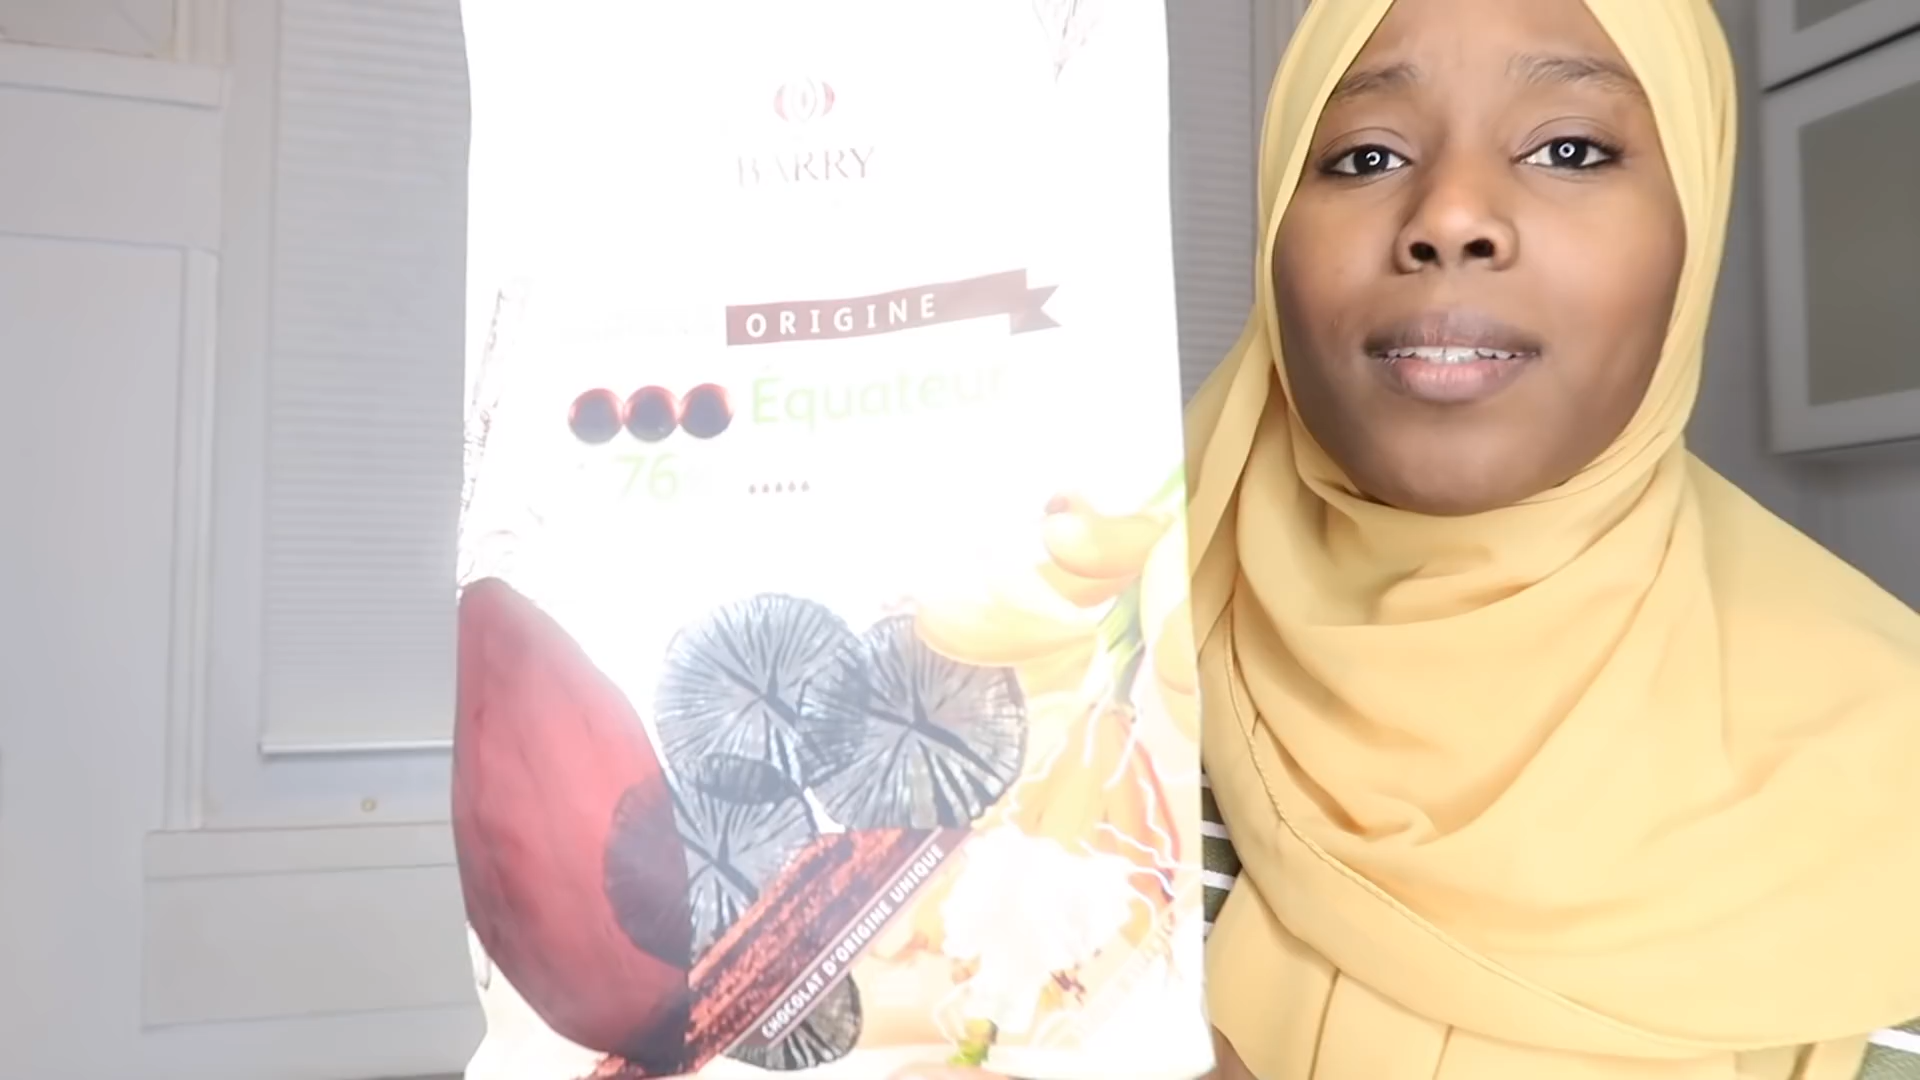 BARRY
ORIGINE
Équateur
76
CHOCOLAT D'ORIGINE UNIQUE